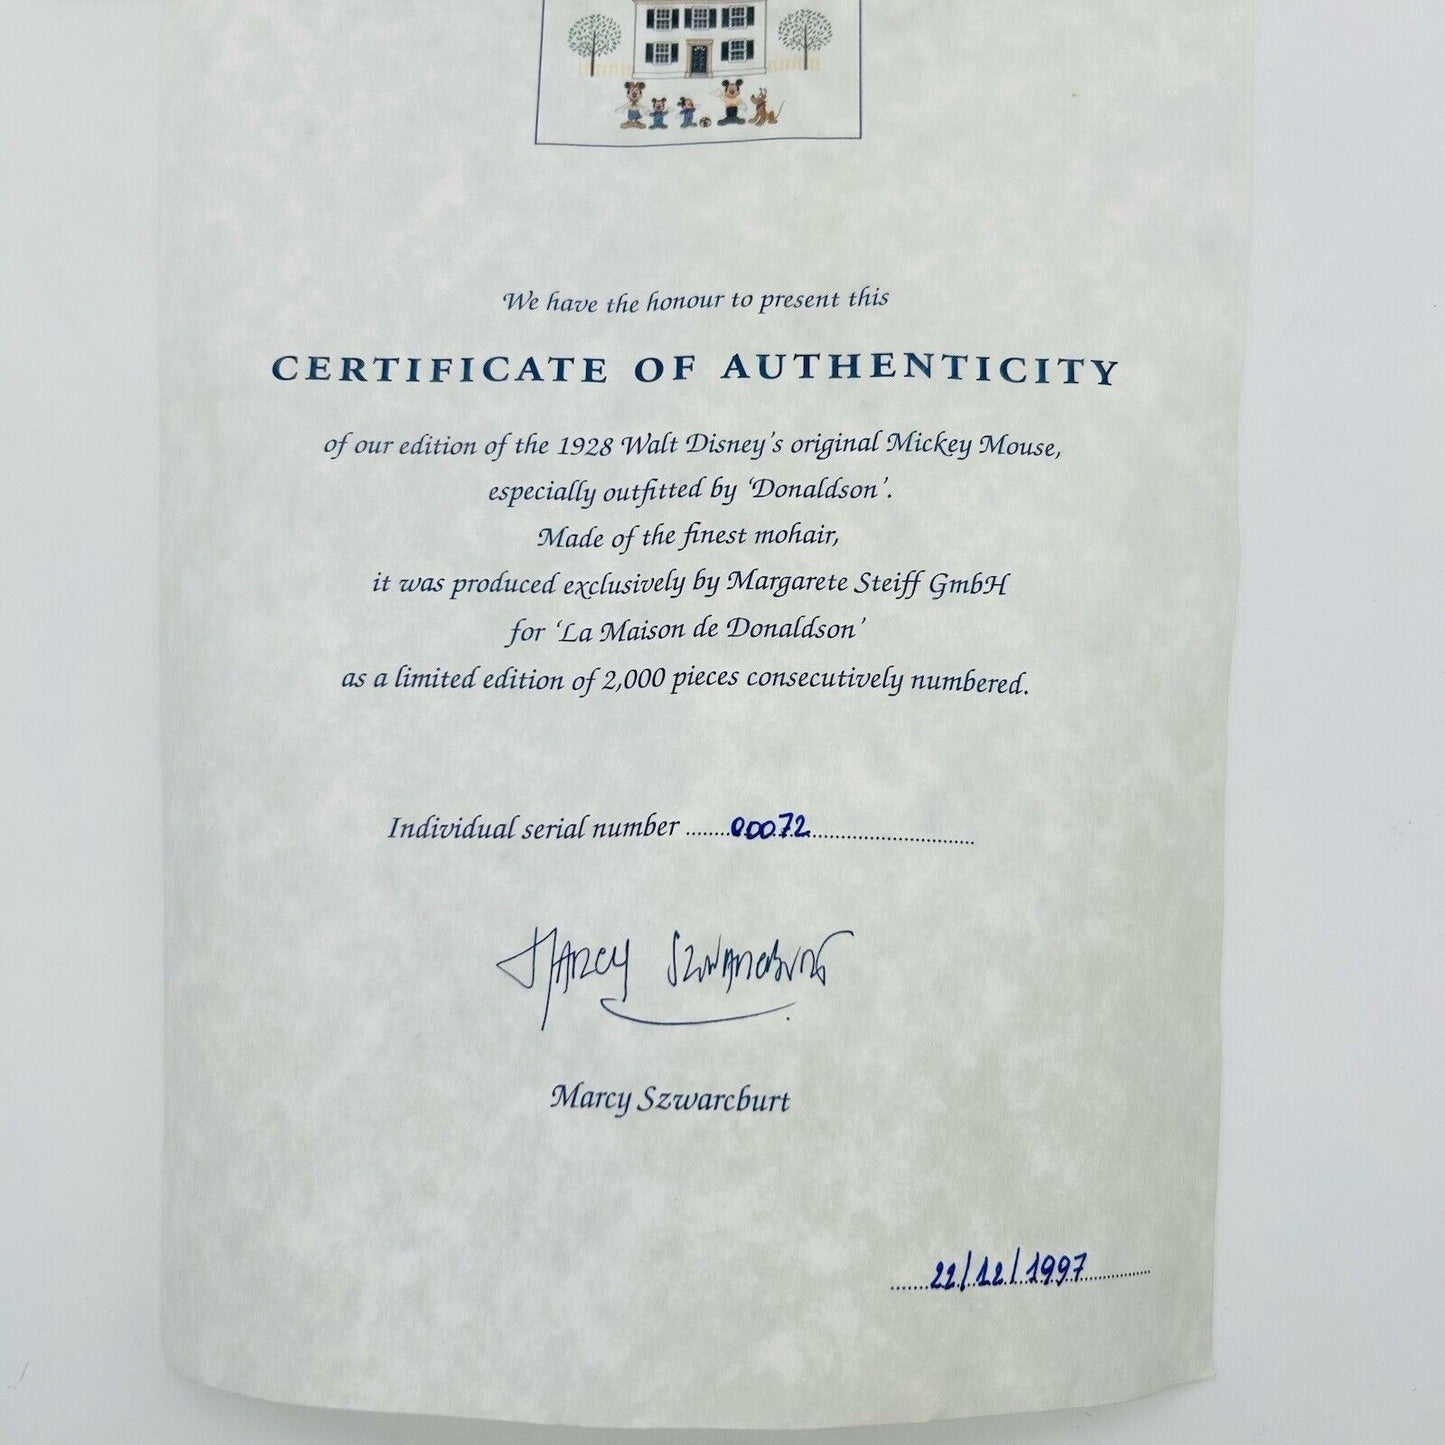 We have the honour to present this
CERTIFICATE OF AUTHENTICITY
of our edition of the 1928 Walt Disney's original Mickey Mouse,
especially outfitted by ‘Donaldson’.
Made of the finest mohair,
it was produced exclusively by Margarete Steiff GmbH
for ‘La Maison de Donaldson’
as a limited edition of 2,000 pieces consecutively numbered.
Individual serial number ........00072........................
Marcy Szwarcburt
Marcy Szwarcburt
22/12/1997